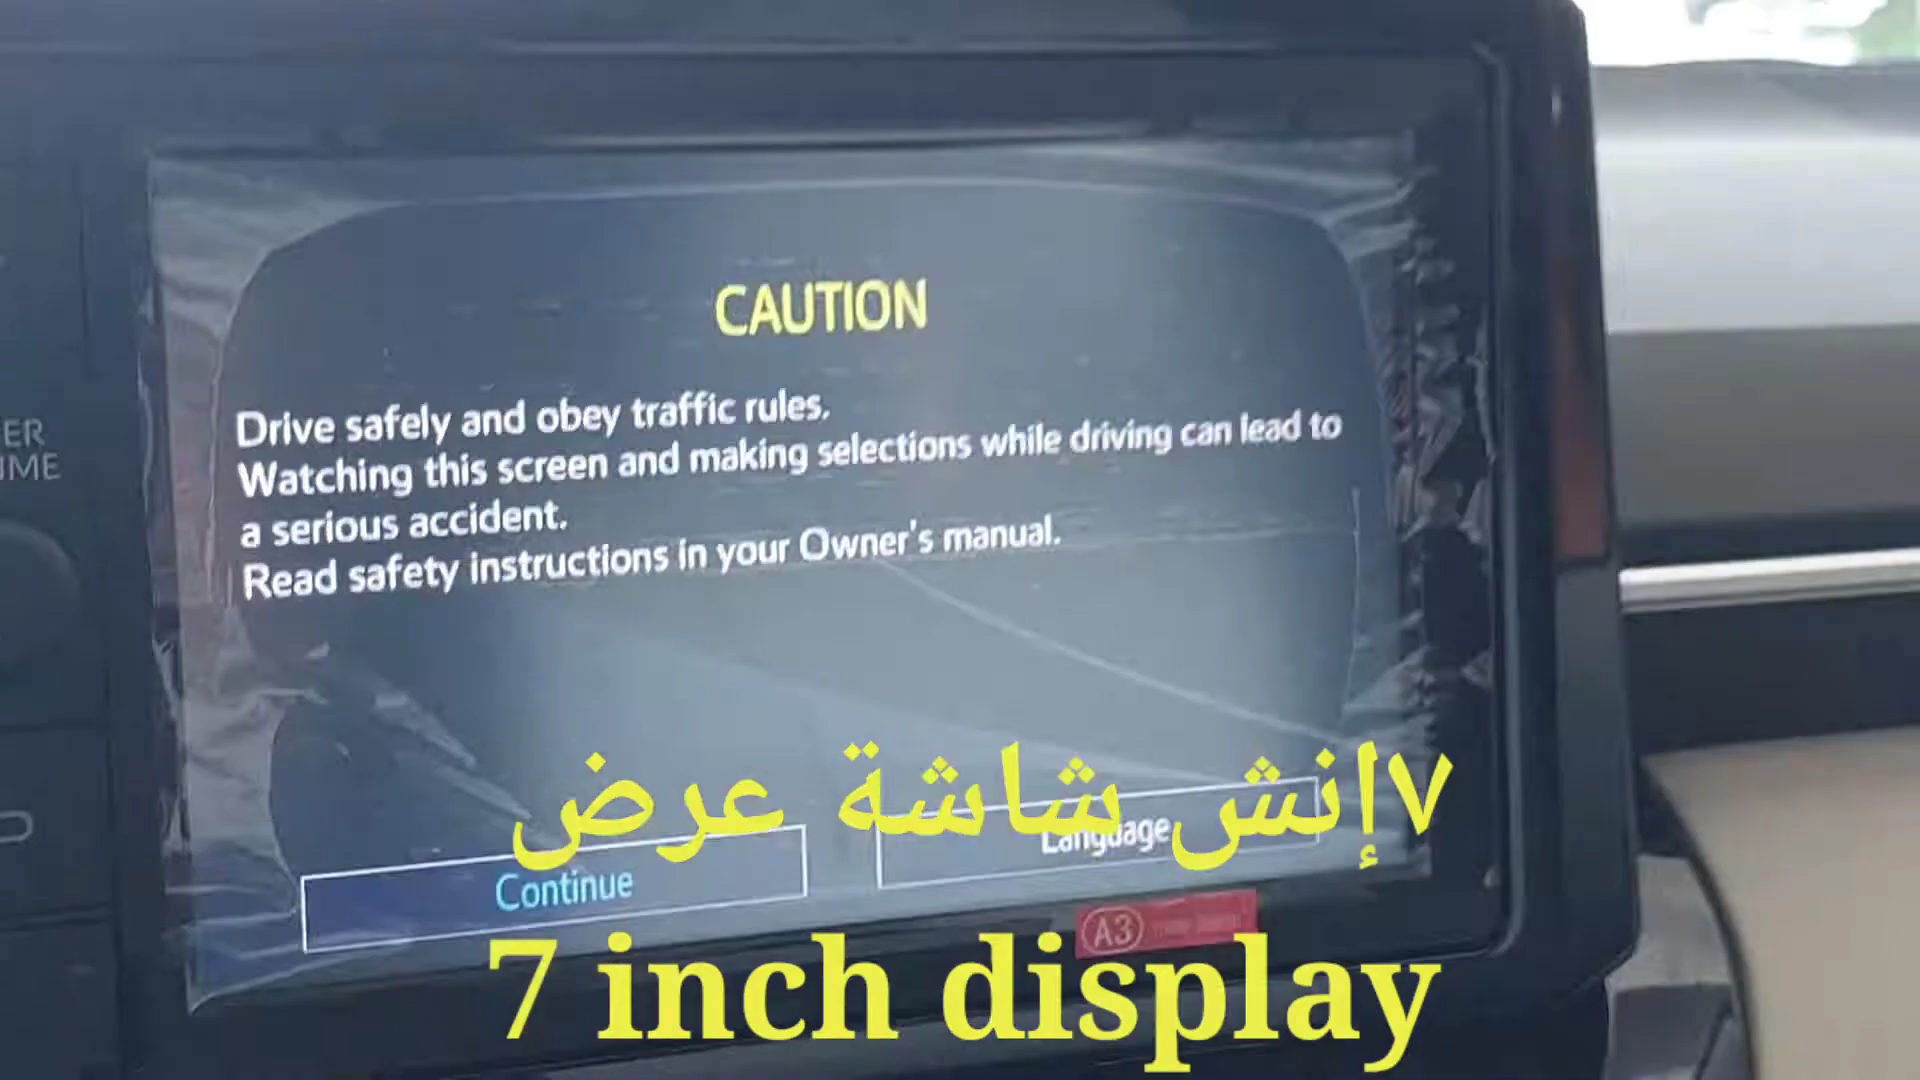 CAUTION
Drive safely and obey traffic rules.
Watching this screen and making selections while driving can lead to
a serious accident.
Read safety instructions in your Owner's manual.
٧إنش شاشة عرض
Language
Continue
A3
7 inch display